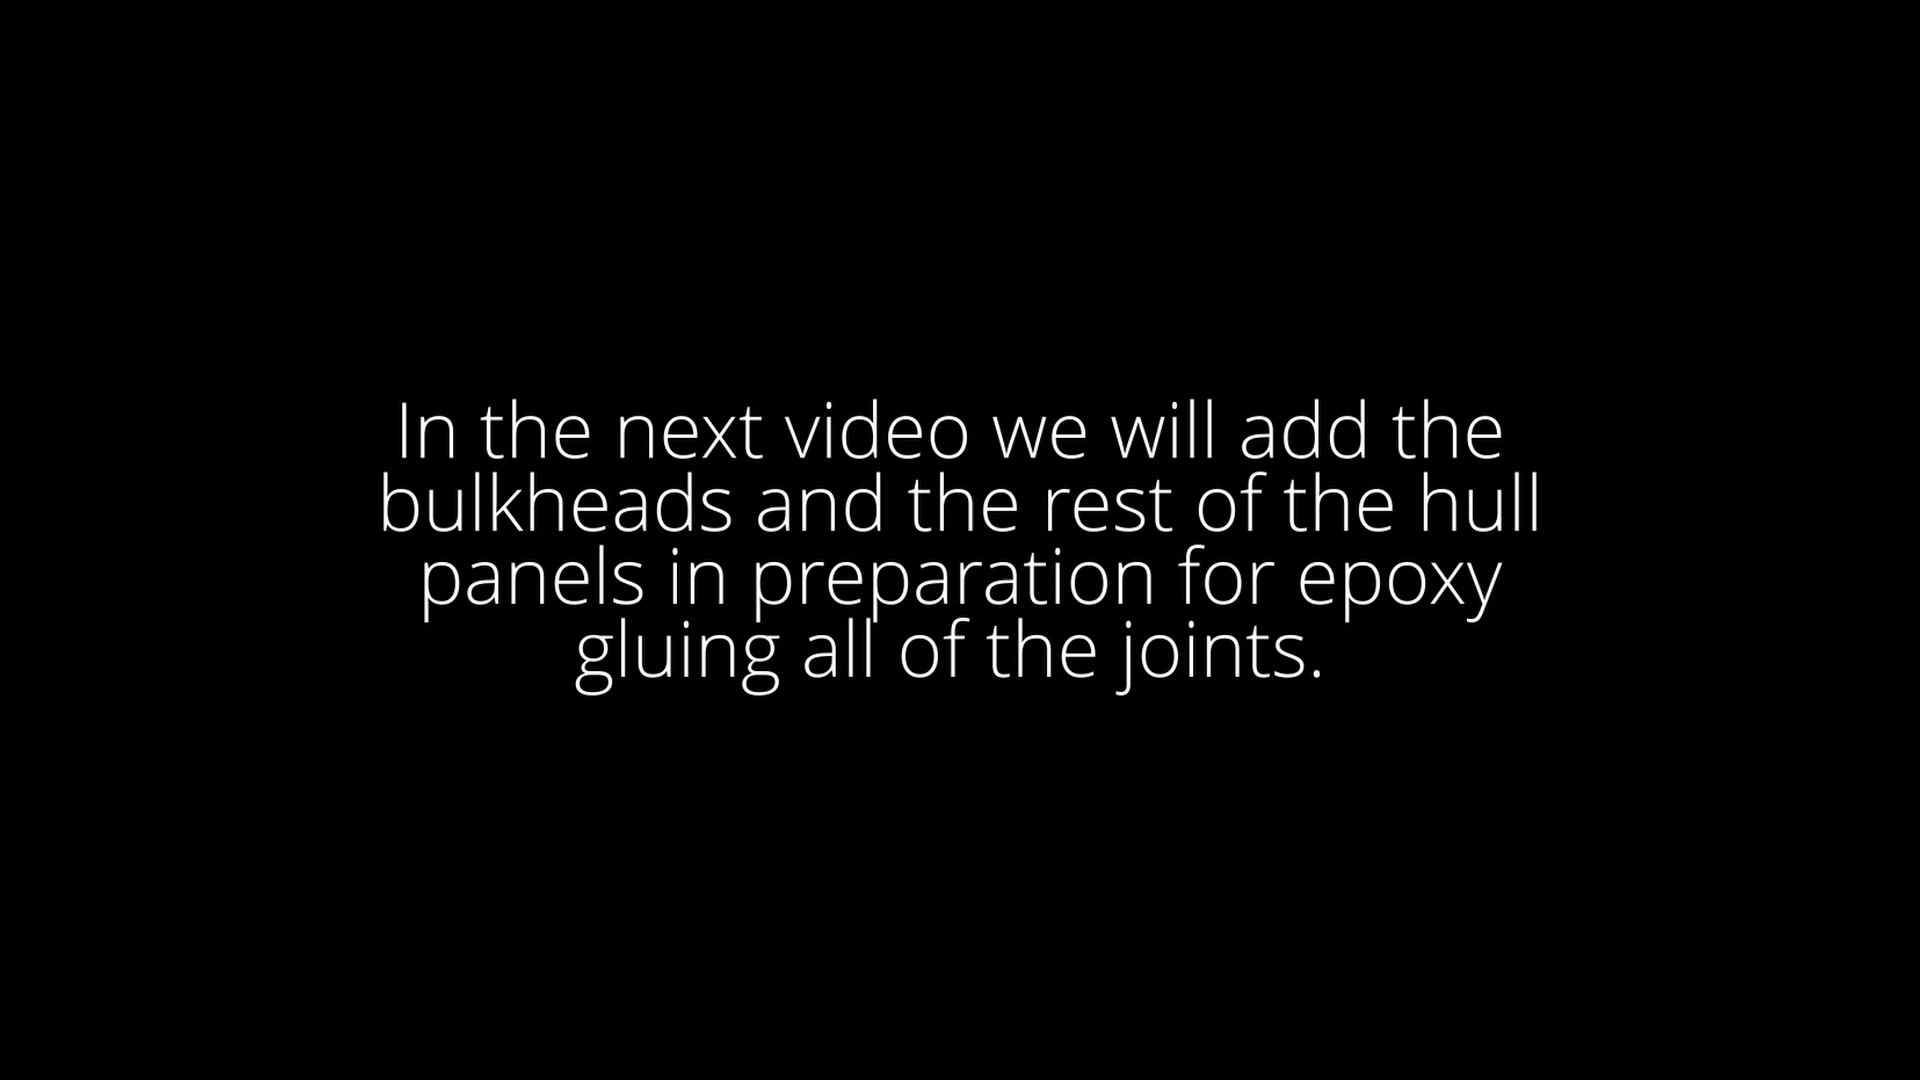 In the next video we will add the
bulkheads and the rest of the hull
panels in preparation for epoxy
gluing all of the joints.